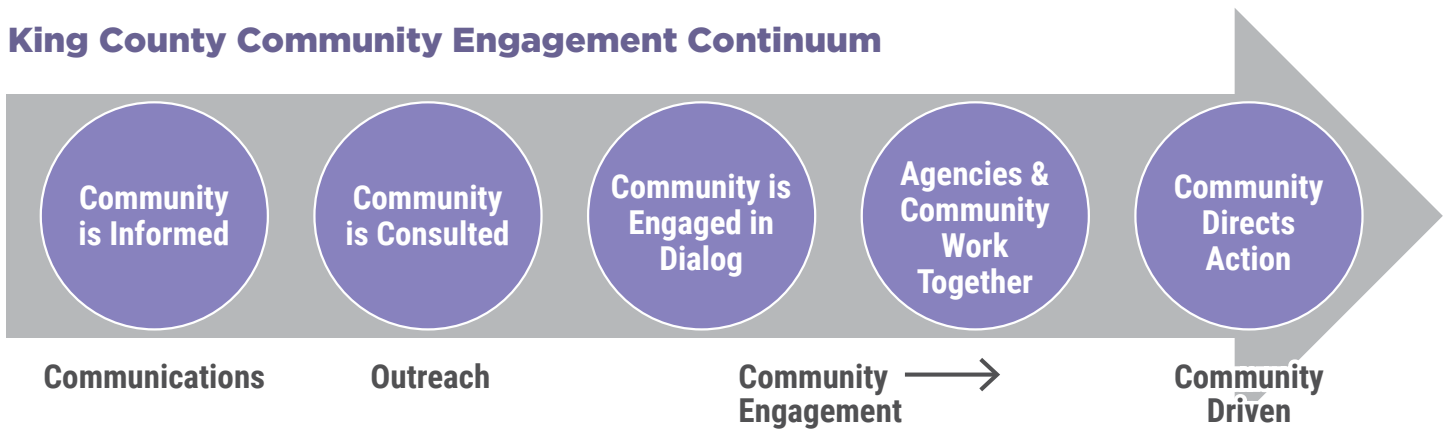 King County Community Engagement Continuum
Community
is Informed
Community
is Consulted
Community is
Engaged in
Dialog
Agencies &
Community
Work
Together
Community
Directs
Action
Communications
Outreach
Community
Engagement
Community
Driven